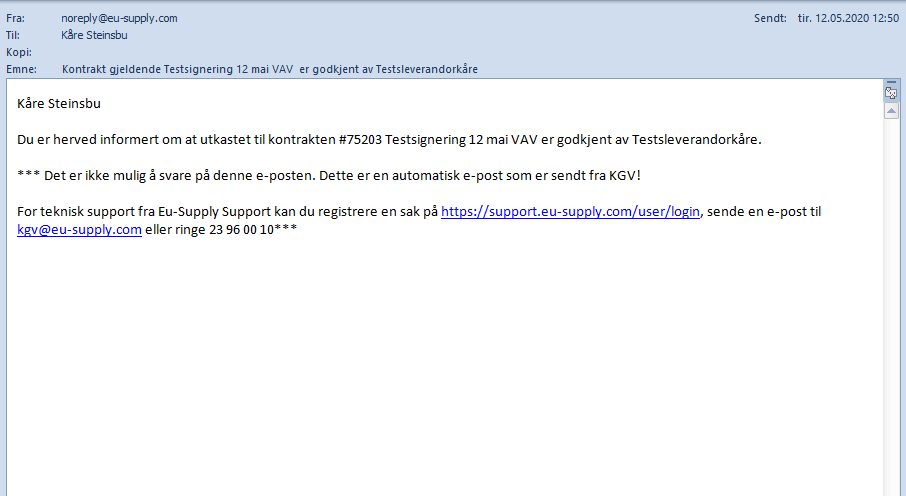 Fra: noreply@eu-supply.com Sendt: tir. 12.05.2020 12:50
Til: Kåre Steinsbu
Kopi:
Emne: Kontrakt gjeldende Testsignering 12 mai VAV er godkjent av Testsleverandorkåre
Kåre Steinsbu
Du er herved informert om at utkastet til kontrakten #75203 Testsignering 12 mai VAV er godkjent av Testsleverandorkåre.
*** Det er ikke mulig å svare på denne e-posten. Dette er en automatisk e-post som er sendt fra KGV!
For teknisk support fra Eu-Supply Support kan du registrere en sak på https://support.eu-supply.com/user/login, sende en e-post til
kgv@eu-supply.com eller ringe 23 96 00 10***